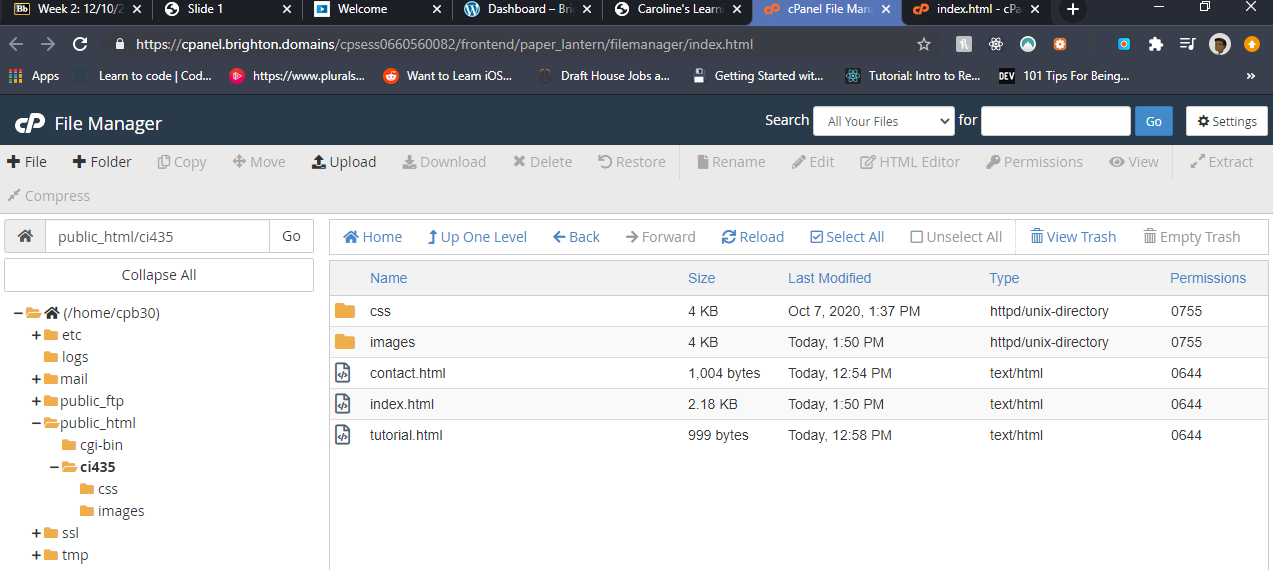 Bb Week 2: 12/10/2
Slide 1
Welcome
Dashboard – Bri
Caroline's Learni
cP cPanel File Man
cP index.html - cPa
https://cpanel.brighton.domains/cpsess0660560082/frontend/paper_lantern/filemanager/index.html
Apps
Learn to code | Cod...
https://www.plurals...
Want to Learn iOS...
Draft House Jobs a...
Getting Started wit...
Tutorial: Intro to Re...
DEV 101 Tips For Being...
»
cP File Manager
Search All Your Files for Go Settings
File Folder Copy Move Upload Download Delete Restore Rename Edit HTML Editor Permissions View Extract
Compress
public_html/ci435 Go
Home Up One Level Back Forward Reload Select All Unselect All View Trash Empty Trash
Collapse All
(/home/cpb30)
etc
logs
mail
public_ftp
public_html
cgi-bin
ci435
css
images
ssl
tmp
Name Size Last Modified Type Permissions
css 4 KB Oct 7, 2020, 1:37 PM httpd/unix-directory 0755
images 4 KB Today, 1:50 PM httpd/unix-directory 0755
contact.html 1,004 bytes Today, 12:54 PM text/html 0644
index.html 2.18 KB Today, 1:50 PM text/html 0644
tutorial.html 999 bytes Today, 12:58 PM text/html 0644